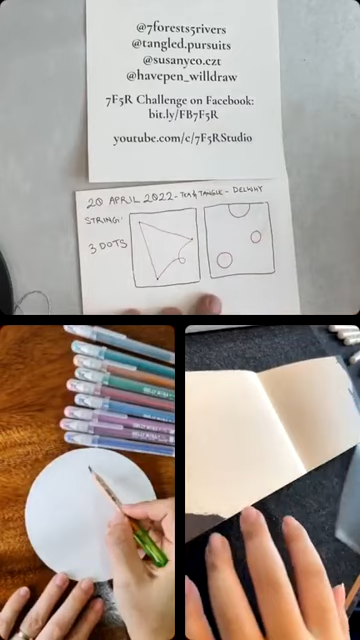 @7forests5rivers
@tangled.pursuits
@susanyeo.czt
@havepen_willdraw
7F5R Challenge on Facebook:
bit.ly/FB7F5R
youtube.com/c/7F5RStudio
20 APRIL 2022 - TEA & TANGLE - DELWHY
STRING:
3 DOTS